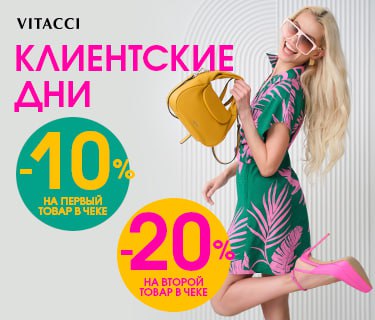 VITACCI
КЛИЕНТСКИЕ
ДНИ
-10%
НА ПЕРВЫЙ
ТОВАР В ЧЕКЕ
-20%
НА ВТОРОЙ
ТОВАР В ЧЕКЕ